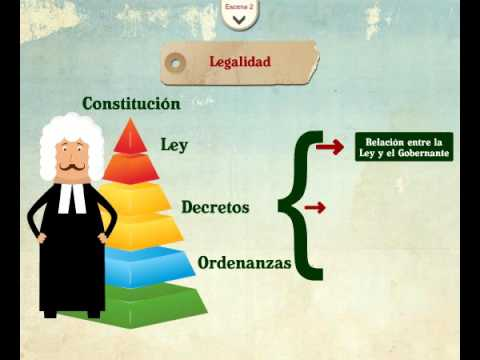 Escena 2
Legalidad
Constitución
Ley
Decretos
Ordenanzas
Relación entre la
Ley y el Gobernante